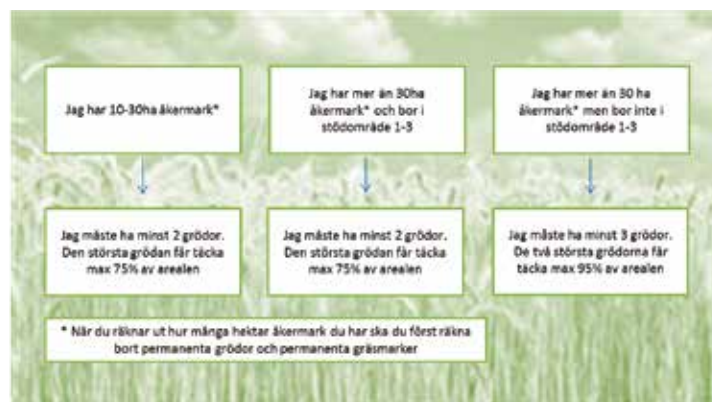 Jag har 10-30ha åkermark*
Jag har mer än 30ha
åkermark* och bor i
stödområde 1-3
Jag har mer än 30 ha
åkermark* men bor inte i
stödområde 1-3
Jag måste ha minst 2 grödor.
Den största grödan får täcka
max 75% av arealen
Jag måste ha minst 2 grödor.
Den största grödan får täcka
max 75% av arealen
Jag måste ha minst 3 grödor.
De två största grödorna får
täcka max 95% av arealen
* När du räknar ut hur många hektar åkermark du har ska du först räkna
bort permanenta grödor och permanenta gräsmarker